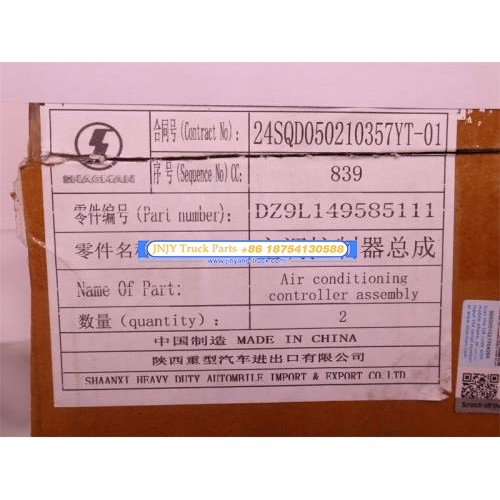 合同号(Contract No): 24SQD050210357YT-01
SHACMAN
序号(Sequence No)CC: 839
零件编号(Part number): DZ9L149585111
零件名称 器总成
JNJY Truck Parts +86 18754130588
Name Of Part: Air conditioning
controller assembly
数量(quantity): 2
中国制造 MADE IN CHINA
陕西重型汽车进出口有限公司
SHAANXI HEAVY DUTY AUTOMBILE IMPORT & EXPORT CO,LTD